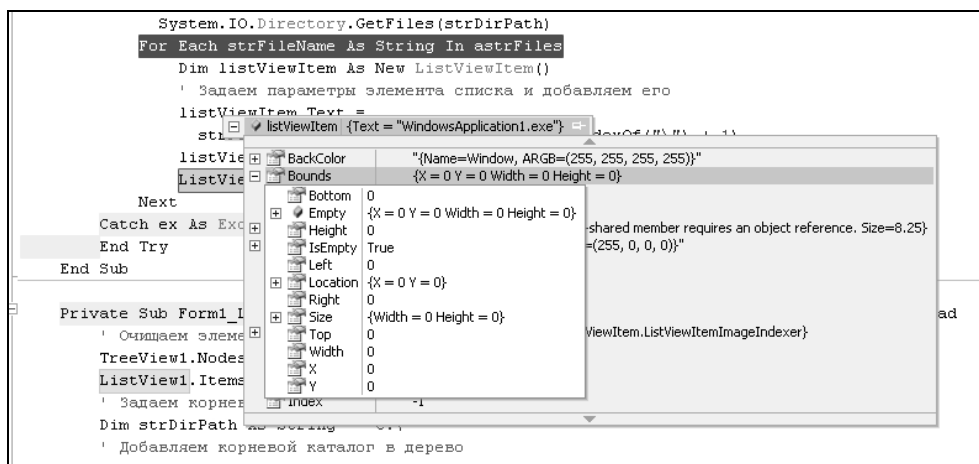 System.IO.Directory.GetFiles(strDirPath)
For Each strFileName As String In astrFiles
Dim listViewItem As New ListViewItem()
' Задаем параметры элемента списка и добавляем его
listViewItem.Text =
listViewItem {Text = "WindowsApplication1.exe"}
BackColor "{Name=Window, ARGB=(255, 255, 255, 255)}"
Bounds {X = 0 Y = 0 Width = 0 Height = 0}
Bottom 0
Empty {X = 0 Y = 0 Width = 0 Height = 0}
Height 0
-shared member requires an object reference. Size=8.25}
IsEmpty True
=(255, 0, 0, 0)}"
Left 0
Location {X = 0 Y = 0}
Right 0
Size {Width = 0 Height = 0}
Top 0
ViewItem.ListViewItemImageIndexer}
Width 0
X 0
Y 0
Index -1
Next
Catch ex As Exc
End Try
End Sub
Private Sub Form1_L ad
' Очищаем элеме
TreeView1.Nodes
ListView1.Items
' Задаем корнев
Dim strDirPath As String
' Добавляем корневой каталог в дерево